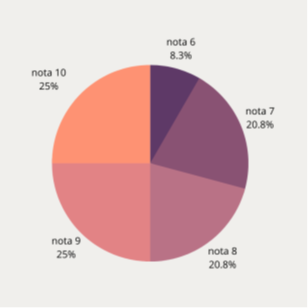 nota 6
8.3%
nota 7
20.8%
nota 8
20.8%
nota 9
25%
nota 10
25%